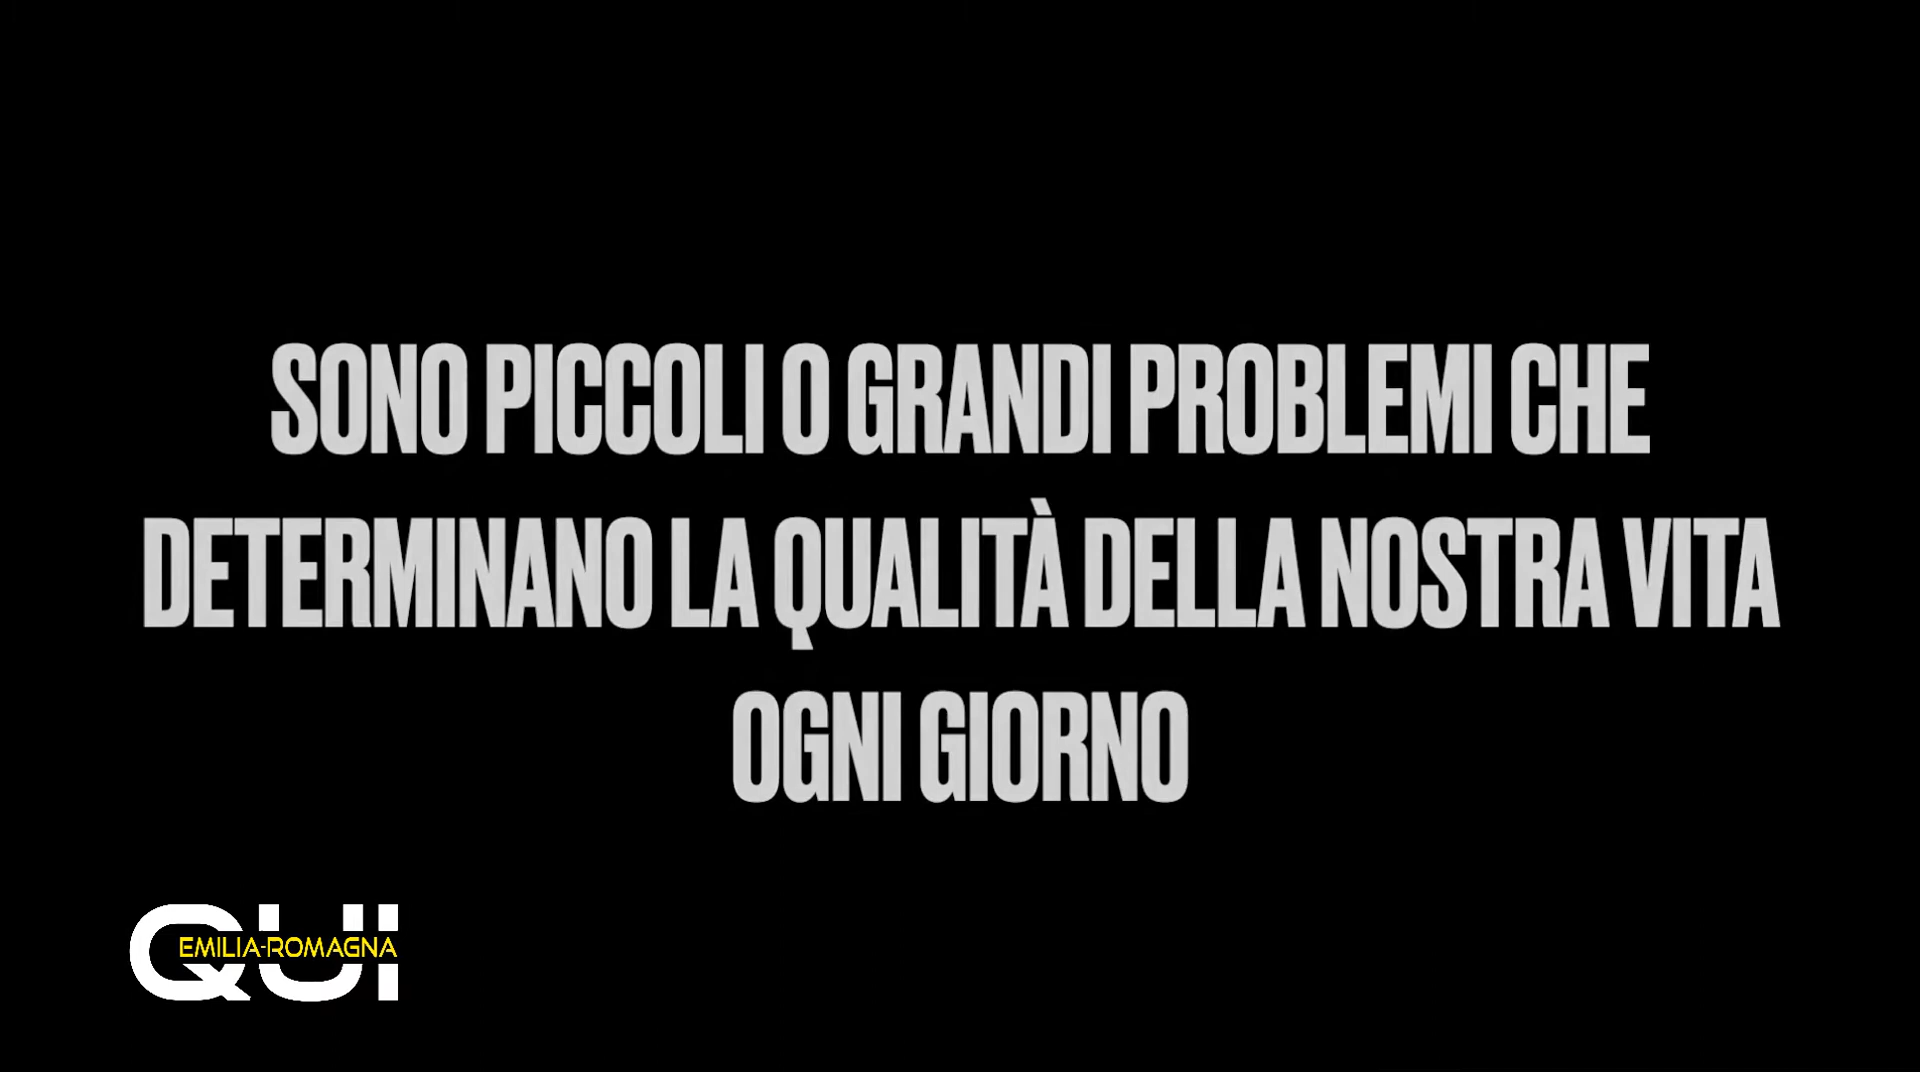 SONO PICCOLI O GRANDI PROBLEMI CHE
DETERMINANO LA QUALITÀ DELLA NOSTRA VITA
OGNI GIORNO
QUI
EMILIA-ROMAGNA